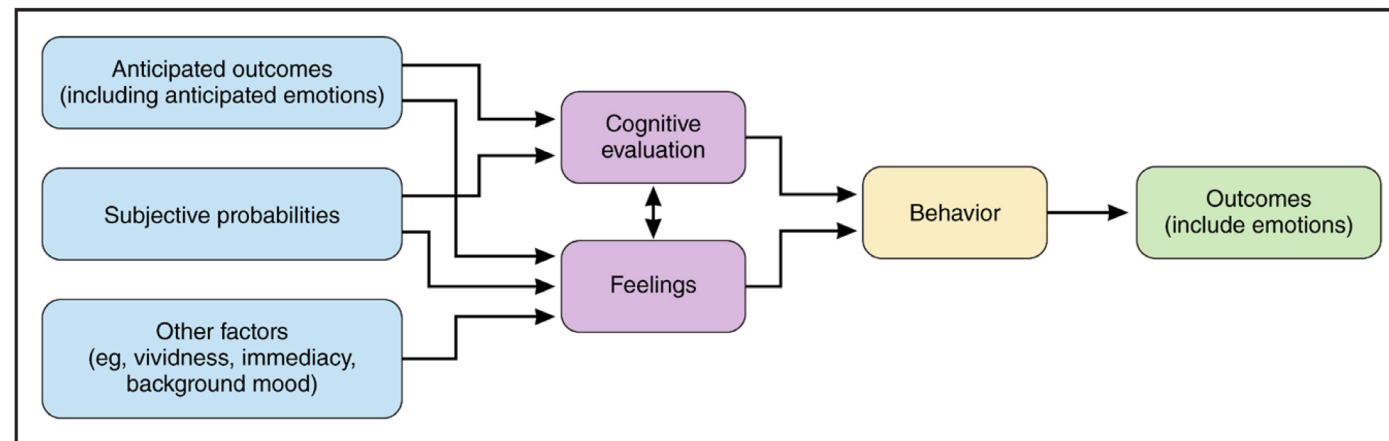 Anticipated outcomes
(including anticipated emotions)
Subjective probabilities
Other factors
(eg, vividness, immediacy,
background mood)
Cognitive
evaluation
Feelings
Behavior
Outcomes
(include emotions)